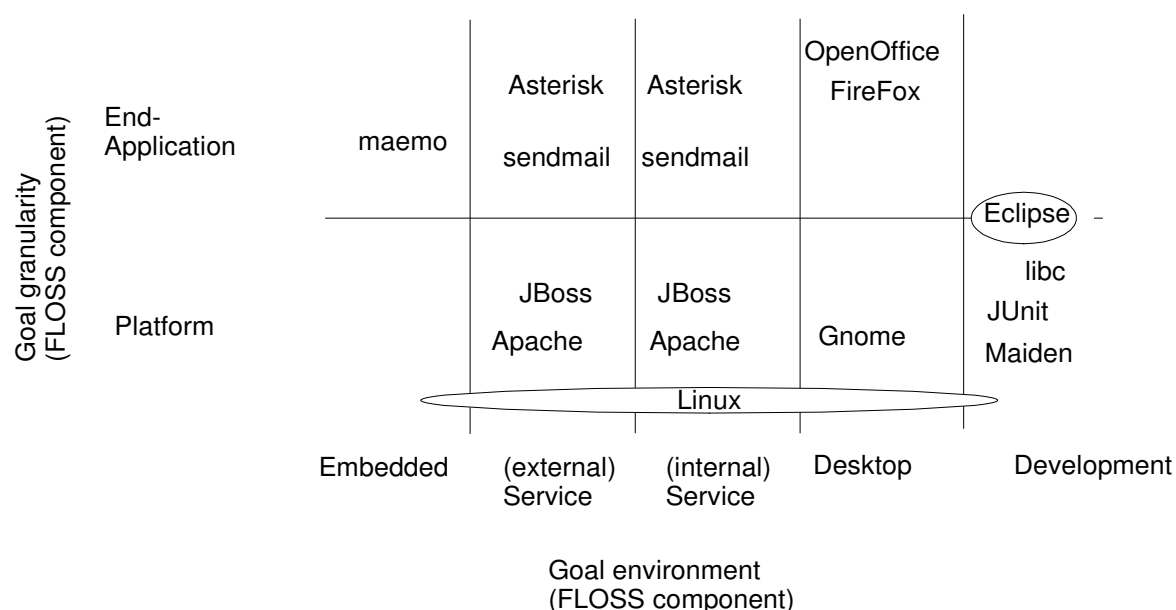 Goal granularity
(FLOSS component)
End-
Application
maemo
Asterisk
sendmail
Asterisk
sendmail
OpenOffice
FireFox
Eclipse
Platform
JBoss
Apache
JBoss
Apache
Gnome
libc
JUnit
Maiden
Linux
Embedded
(external)
Service
(internal)
Service
Desktop
Development
Goal environment
(FLOSS component)